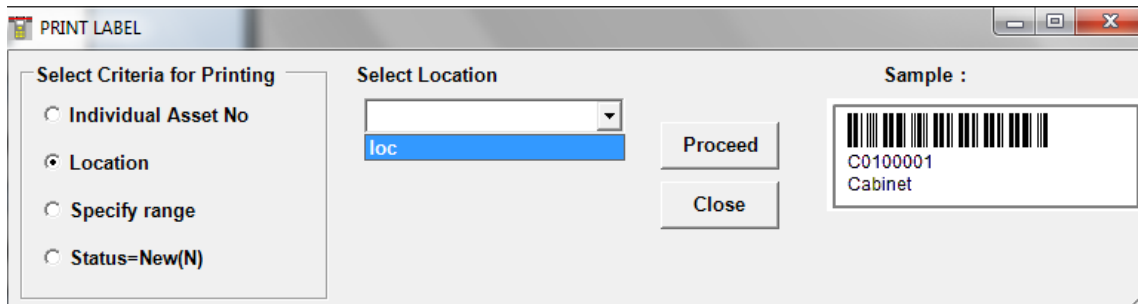 PRINT LABEL
Select Criteria for Printing
Individual Asset No
Location
Specify range
Status=New(N)
Select Location
loc
Proceed
Close
Sample :
C0100001
Cabinet